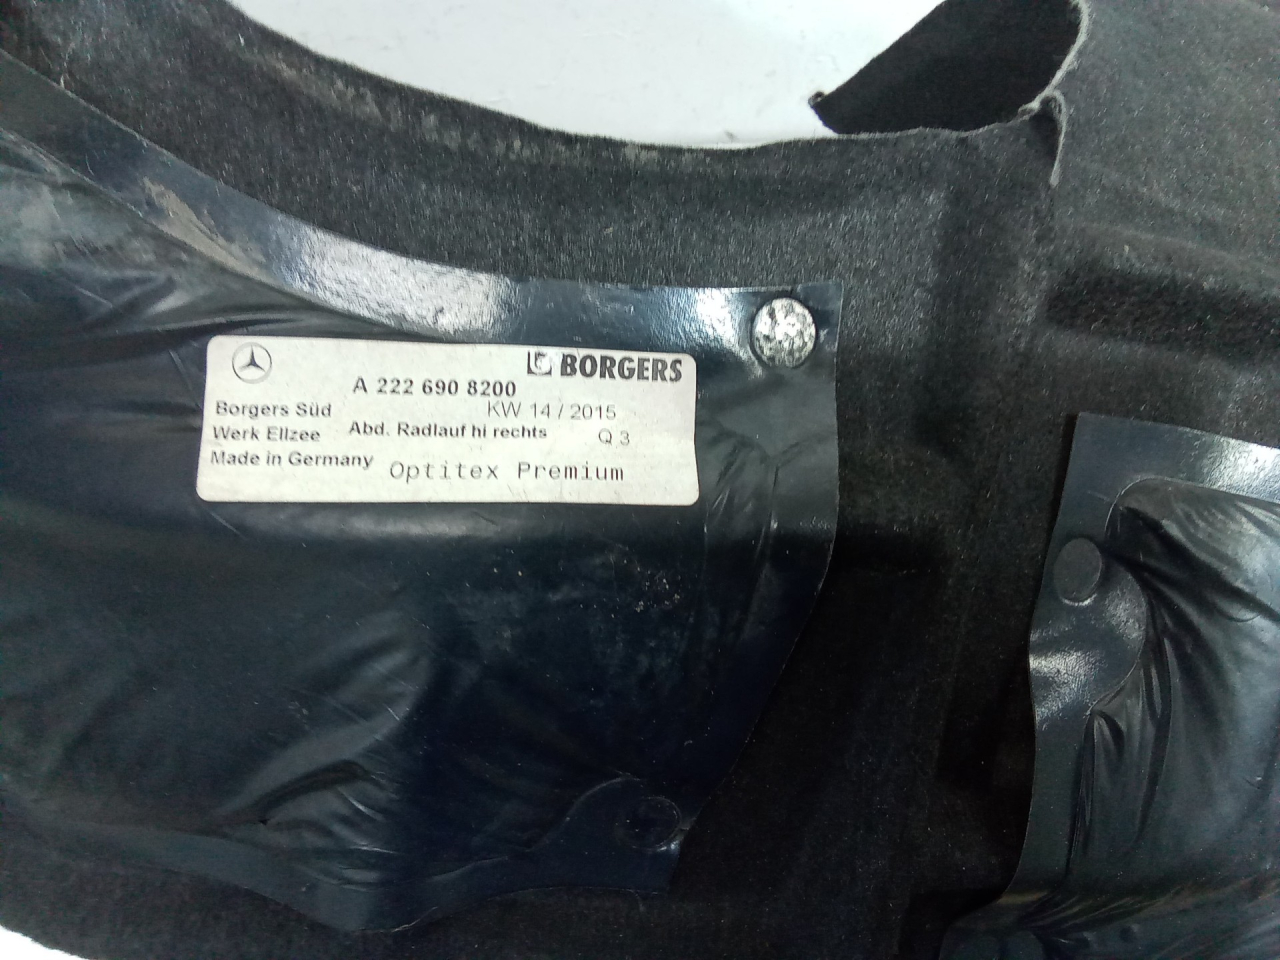 BORGERS
A 222 690 8200
Borgers Süd
KW 14 / 2015
Werk Ellzee
Abd. Radlauf hi rechts
Q 3
Made in Germany
Optitex Premium